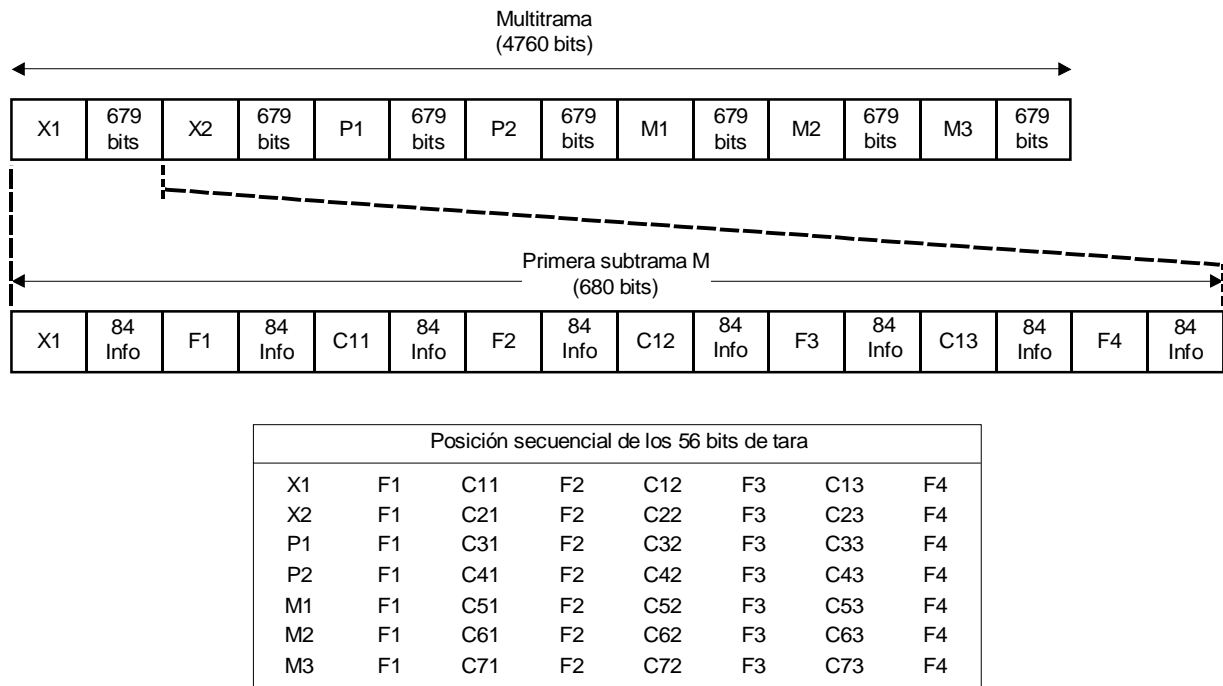 Multitrama
(4760 bits)
X1 679 bits X2 679 bits P1 679 bits P2 679 bits M1 679 bits M2 679 bits M3 679 bits
Primera subtrama M
(680 bits)
X1 84 Info F1 84 Info C11 84 Info F2 84 Info C12 84 Info F3 84 Info C13 84 Info F4 84 Info
Posición secuencial de los 56 bits de tara
X1 F1 C11 F2 C12 F3 C13 F4
X2 F1 C21 F2 C22 F3 C23 F4
P1 F1 C31 F2 C32 F3 C33 F4
P2 F1 C41 F2 C42 F3 C43 F4
M1 F1 C51 F2 C52 F3 C53 F4
M2 F1 C61 F2 C62 F3 C63 F4
M3 F1 C71 F2 C72 F3 C73 F4